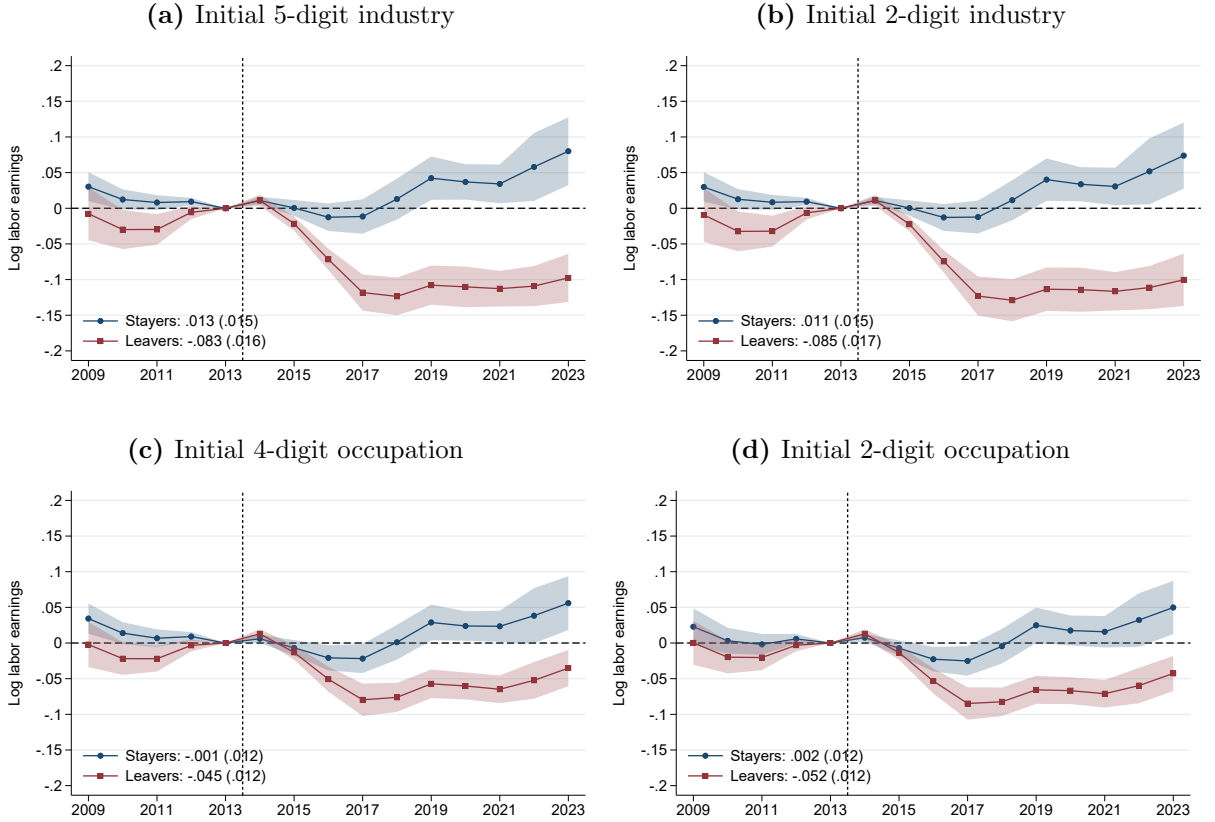 (a) Initial 5-digit industry
Log labor earnings
.2
.15
.1
.05
0
-.05
-.1
-.15
-.2
Stayers: .013 (.015)
Leavers: -.083 (.016)
2009 2011 2013 2015 2017 2019 2021 2023
(b) Initial 2-digit industry
Log labor earnings
.2
.15
.1
.05
0
-.05
-.1
-.15
-.2
Stayers: .011 (.015)
Leavers: -.085 (.017)
2009 2011 2013 2015 2017 2019 2021 2023
(c) Initial 4-digit occupation
Log labor earnings
.2
.15
.1
.05
0
-.05
-.1
-.15
-.2
Stayers: -.001 (.012)
Leavers: -.045 (.012)
2009 2011 2013 2015 2017 2019 2021 2023
(d) Initial 2-digit occupation
Log labor earnings
.2
.15
.1
.05
0
-.05
-.1
-.15
-.2
Stayers: .002 (.012)
Leavers: -.052 (.012)
2009 2011 2013 2015 2017 2019 2021 2023